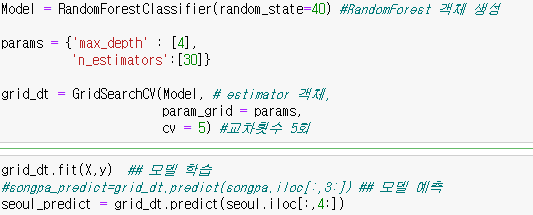 Model = RandomForestClassifier(random_state=40) #RandomForest 객체 생성
params = {'max_depth' : [4],
'n_estimators':[30]}
grid_dt = GridSearchCV(Model, # estimator 객체,
param_grid = params,
cv = 5) #교차횟수 5회
grid_dt.fit(X,y) ## 모델 학습
#songpa_predict=grid_dt.predict(songpa.iloc[:,3:]) ## 모델 예측
seoul_predict = grid_dt.predict(seoul.iloc[:,4:])